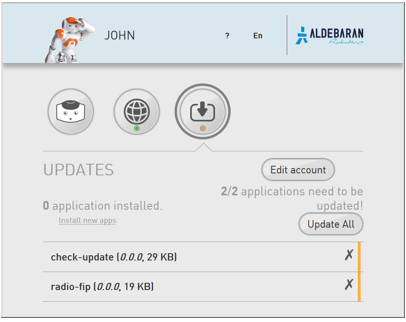 JOHN
?
En
ALDEBARAN
Robotics
UPDATES
Edit account
0 application installed.
Install new apps
2/2 applications need to be
updated!
Update All
check-update (0.0.0, 29 KB)
✗
radio-fip (0.0.0, 19 KB)
✗